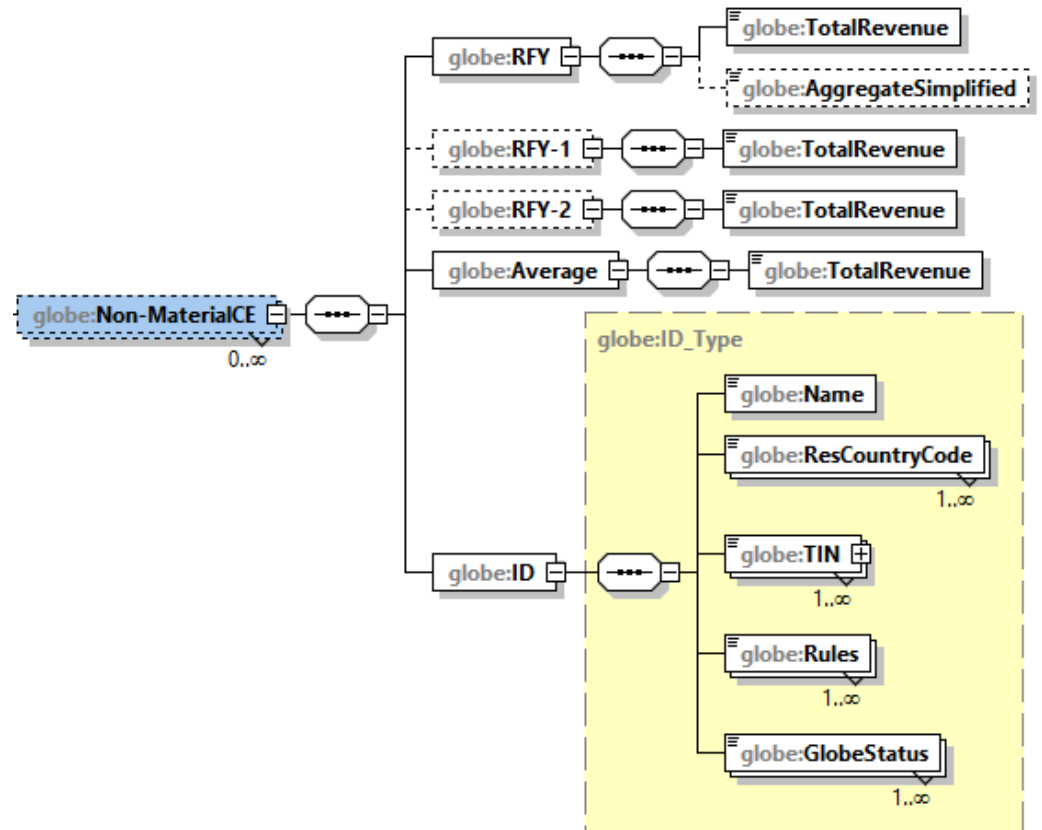 globe:TotalRevenue
globe:RFY
globe:AggregateSimplified
globe:RFY-1
globe:TotalRevenue
globe:RFY-2
globe:TotalRevenue
globe:Average
globe:TotalRevenue
globe:Non-MaterialCE
0..∞
globe:ID_Type
globe:Name
globe:ResCountryCode
1..∞
globe:TIN
1..∞
globe:ID
globe:Rules
1..∞
globe:GlobeStatus
1..∞